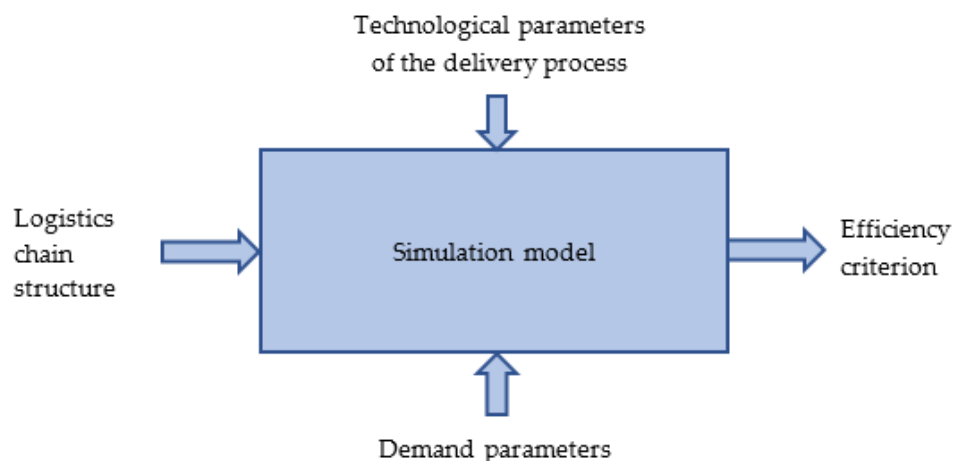 Technological parameters
of the delivery process
Logistics
chain
structure
Simulation model
Efficiency
criterion
Demand parameters